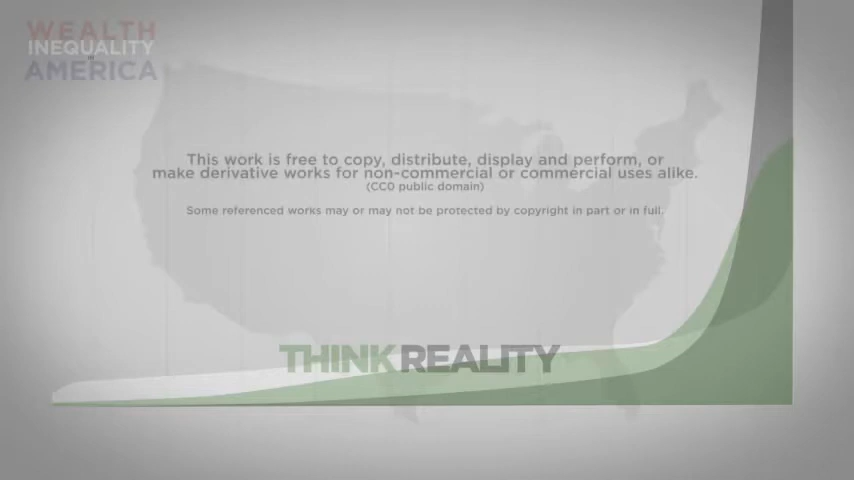 WEALTH
INEQUALITY
IN
AMERICA
This work is free to copy, distribute, display and perform, or
make derivative works for non-commercial or commercial uses alike.
(CC0 public domain)
Some referenced works may or may not be protected by copyright in part or in full.
THINKREALITY